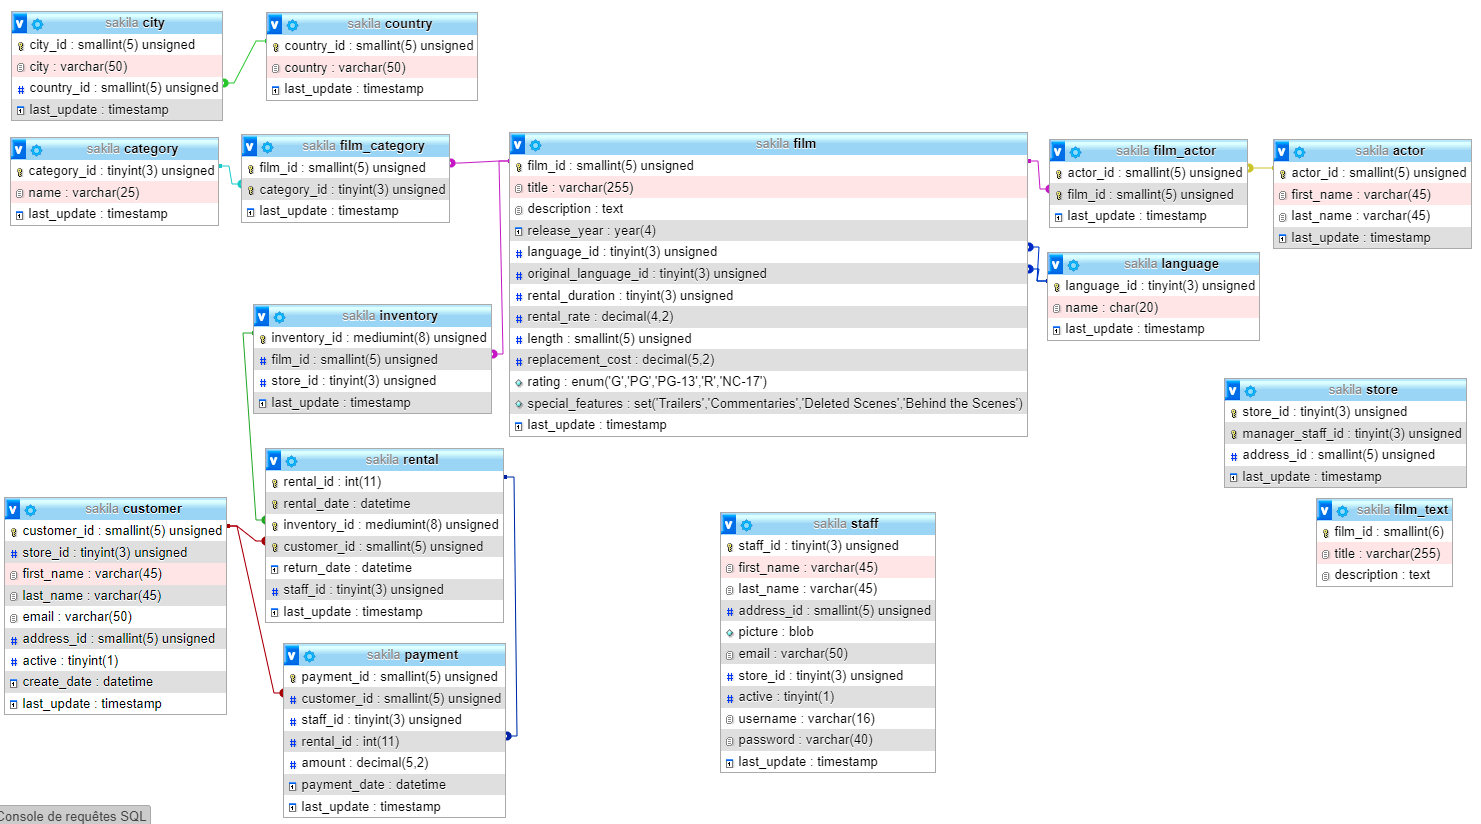 v sakila city
city_id : smallint(5) unsigned
city : varchar(50)
# country_id : smallint(5) unsigned
last_update : timestamp
v sakila country
country_id : smallint(5) unsigned
country : varchar(50)
last_update : timestamp
v sakila category
category_id : tinyint(3) unsigned
name : varchar(25)
last_update : timestamp
v sakila film_category
film_id : smallint(5) unsigned
category_id : tinyint(3) unsigned
last_update : timestamp
v sakila film
film_id : smallint(5) unsigned
title : varchar(255)
description : text
release_year : year(4)
# language_id : tinyint(3) unsigned
# original_language_id : tinyint(3) unsigned
# rental_duration : tinyint(3) unsigned
# rental_rate : decimal(4,2)
# length : smallint(5) unsigned
# replacement_cost : decimal(5,2)
rating : enum('G','PG','PG-13','R','NC-17')
special_features : set('Trailers','Commentaries','Deleted Scenes','Behind the Scenes')
last_update : timestamp
v sakila film_actor
actor_id : smallint(5) unsigned
film_id : smallint(5) unsigned
last_update : timestamp
v sakila actor
actor_id : smallint(5) unsigned
first_name : varchar(45)
last_name : varchar(45)
last_update : timestamp
v sakila language
language_id : tinyint(3) unsigned
name : char(20)
last_update : timestamp
v sakila inventory
inventory_id : mediumint(8) unsigned
# film_id : smallint(5) unsigned
# store_id : tinyint(3) unsigned
last_update : timestamp
v sakila store
store_id : tinyint(3) unsigned
manager_staff_id : tinyint(3) unsigned
# address_id : smallint(5) unsigned
last_update : timestamp
v sakila rental
rental_id : int(11)
rental_date : datetime
inventory_id : mediumint(8) unsigned
customer_id : smallint(5) unsigned
return_date : datetime
# staff_id : tinyint(3) unsigned
last_update : timestamp
v sakila customer
customer_id : smallint(5) unsigned
# store_id : tinyint(3) unsigned
first_name : varchar(45)
last_name : varchar(45)
email : varchar(50)
# address_id : smallint(5) unsigned
# active : tinyint(1)
create_date : datetime
last_update : timestamp
v sakila film_text
film_id : smallint(6)
title : varchar(255)
description : text
v sakila staff
staff_id : tinyint(3) unsigned
first_name : varchar(45)
last_name : varchar(45)
# address_id : smallint(5) unsigned
picture : blob
email : varchar(50)
# store_id : tinyint(3) unsigned
# active : tinyint(1)
username : varchar(16)
password : varchar(40)
last_update : timestamp
v sakila payment
payment_id : smallint(5) unsigned
# customer_id : smallint(5) unsigned
# staff_id : tinyint(3) unsigned
# rental_id : int(11)
# amount : decimal(5,2)
payment_date : datetime
last_update : timestamp
Console de requêtes SQL